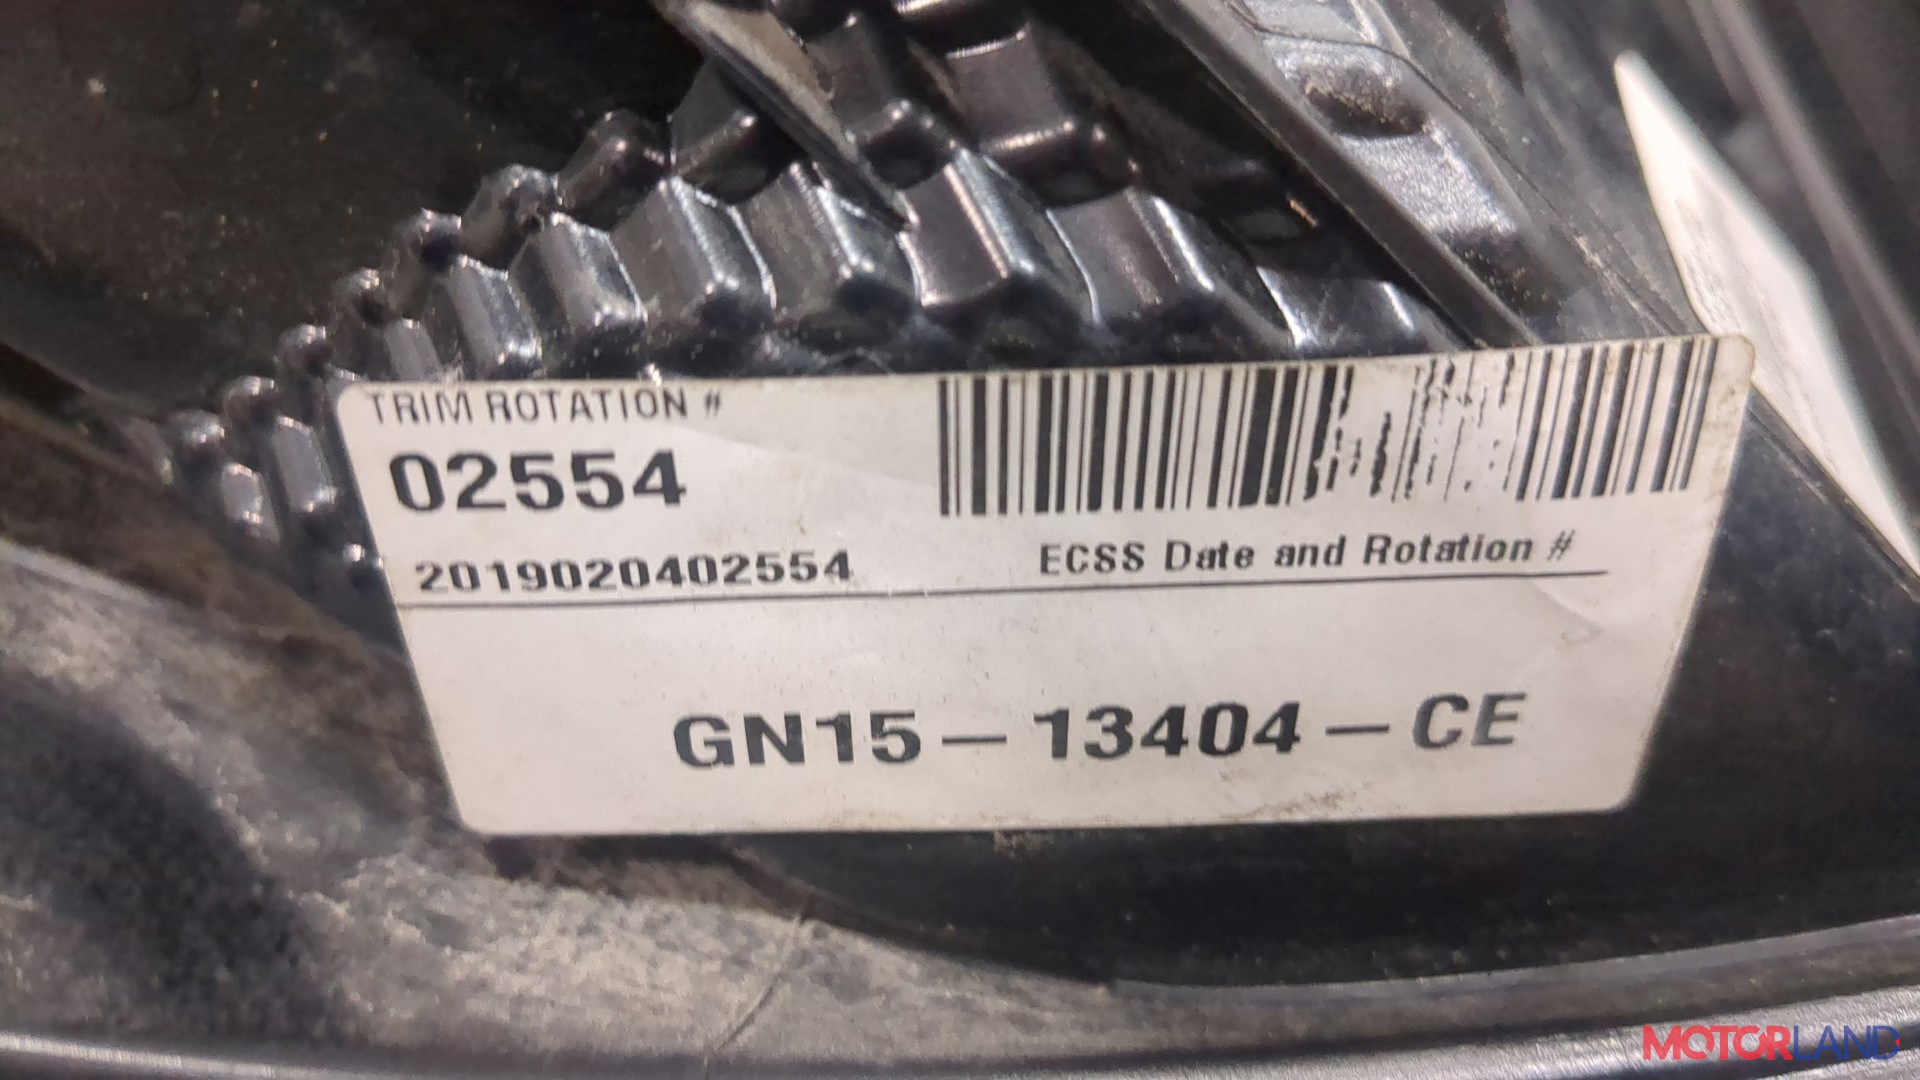 TRIM ROTATION #
02554
2019020402554
ECSS Date and Rotation #
GN15-13404-CE
MOTORLAND